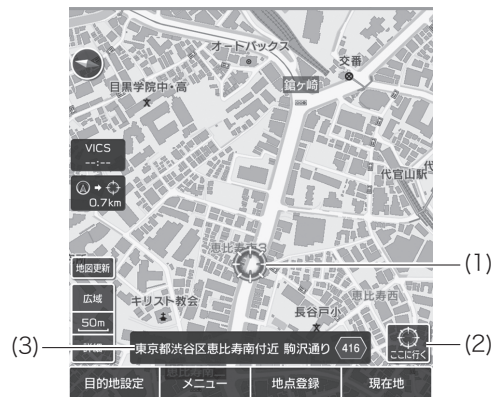 オートバックス
交番
目黒学院中・高
鎗ヶ崎
VICS
--:--
代官山駅
0.7km
恵比寿南3
(1)
地図更新
広域
キリスト教会
恵比寿西
長谷戸小
50m
(3)
東京都渋谷区恵比寿南付近 駒沢通り 416
ここに行く
(2)
目的地設定
メニュー
地点登録
現在地